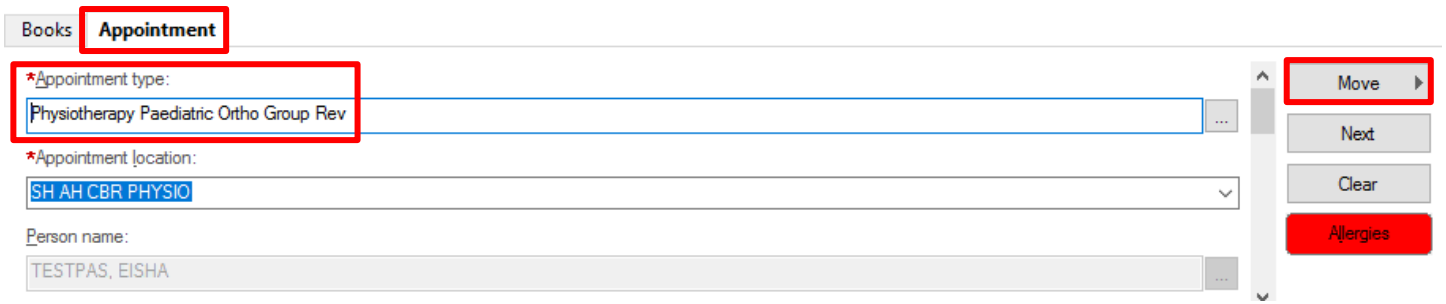 Books Appointment
*Appointment type:
Physiotherapy Paediatric Ortho Group Rev
...
*Appointment location:
SH AH CBR PHYSIO
Person name:
TESTPAS, EISHA
...
Move
Next
Clear
Allergies